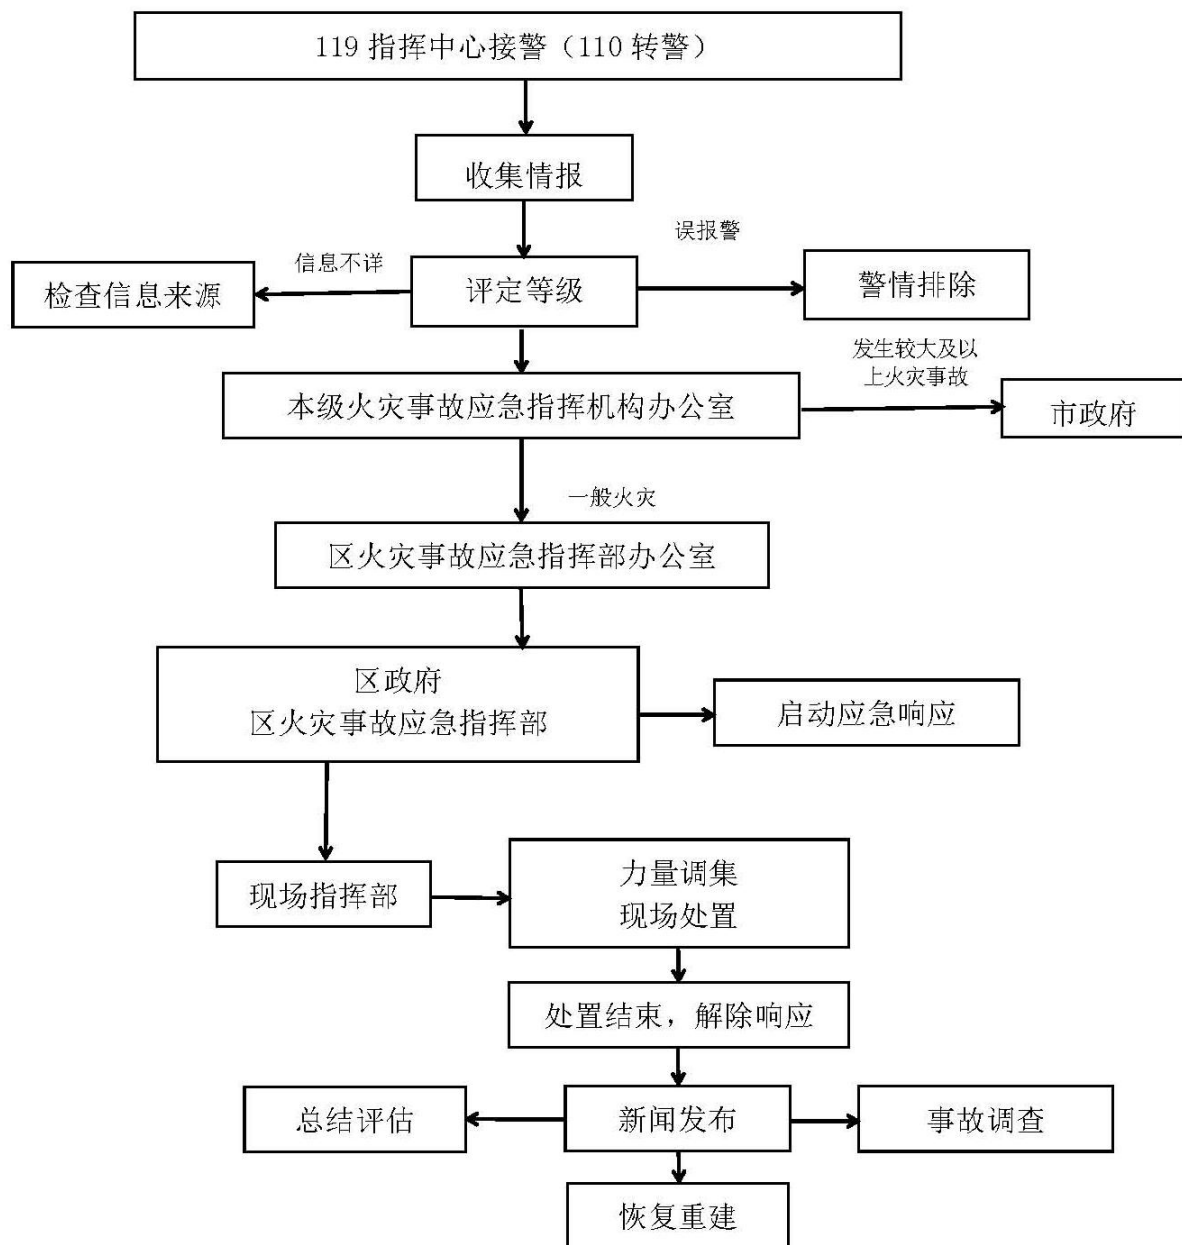 119 指挥中心接警（110 转警）
收集情报
误报警
信息不详
检查信息来源
评定等级
警情排除
发生较大及以
上火灾事故
本级火灾事故应急指挥机构办公室
市政府
一般火灾
区火灾事故应急指挥部办公室
区政府
区火灾事故应急指挥部
启动应急响应
现场指挥部
力量调集
现场处置
处置结束，解除响应
总结评估
新闻发布
事故调查
恢复重建